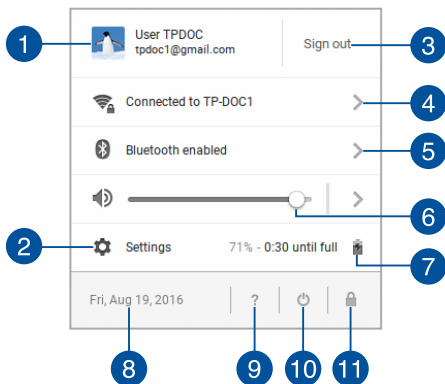 User TPDOC
tpdoc1@gmail.com
Sign out
1
3
Connected to TP-DOC1
4
Bluetooth enabled
5
6
2
Settings
71% - 0:30 until full
7
Fri, Aug 19, 2016
?
8
9
10
11